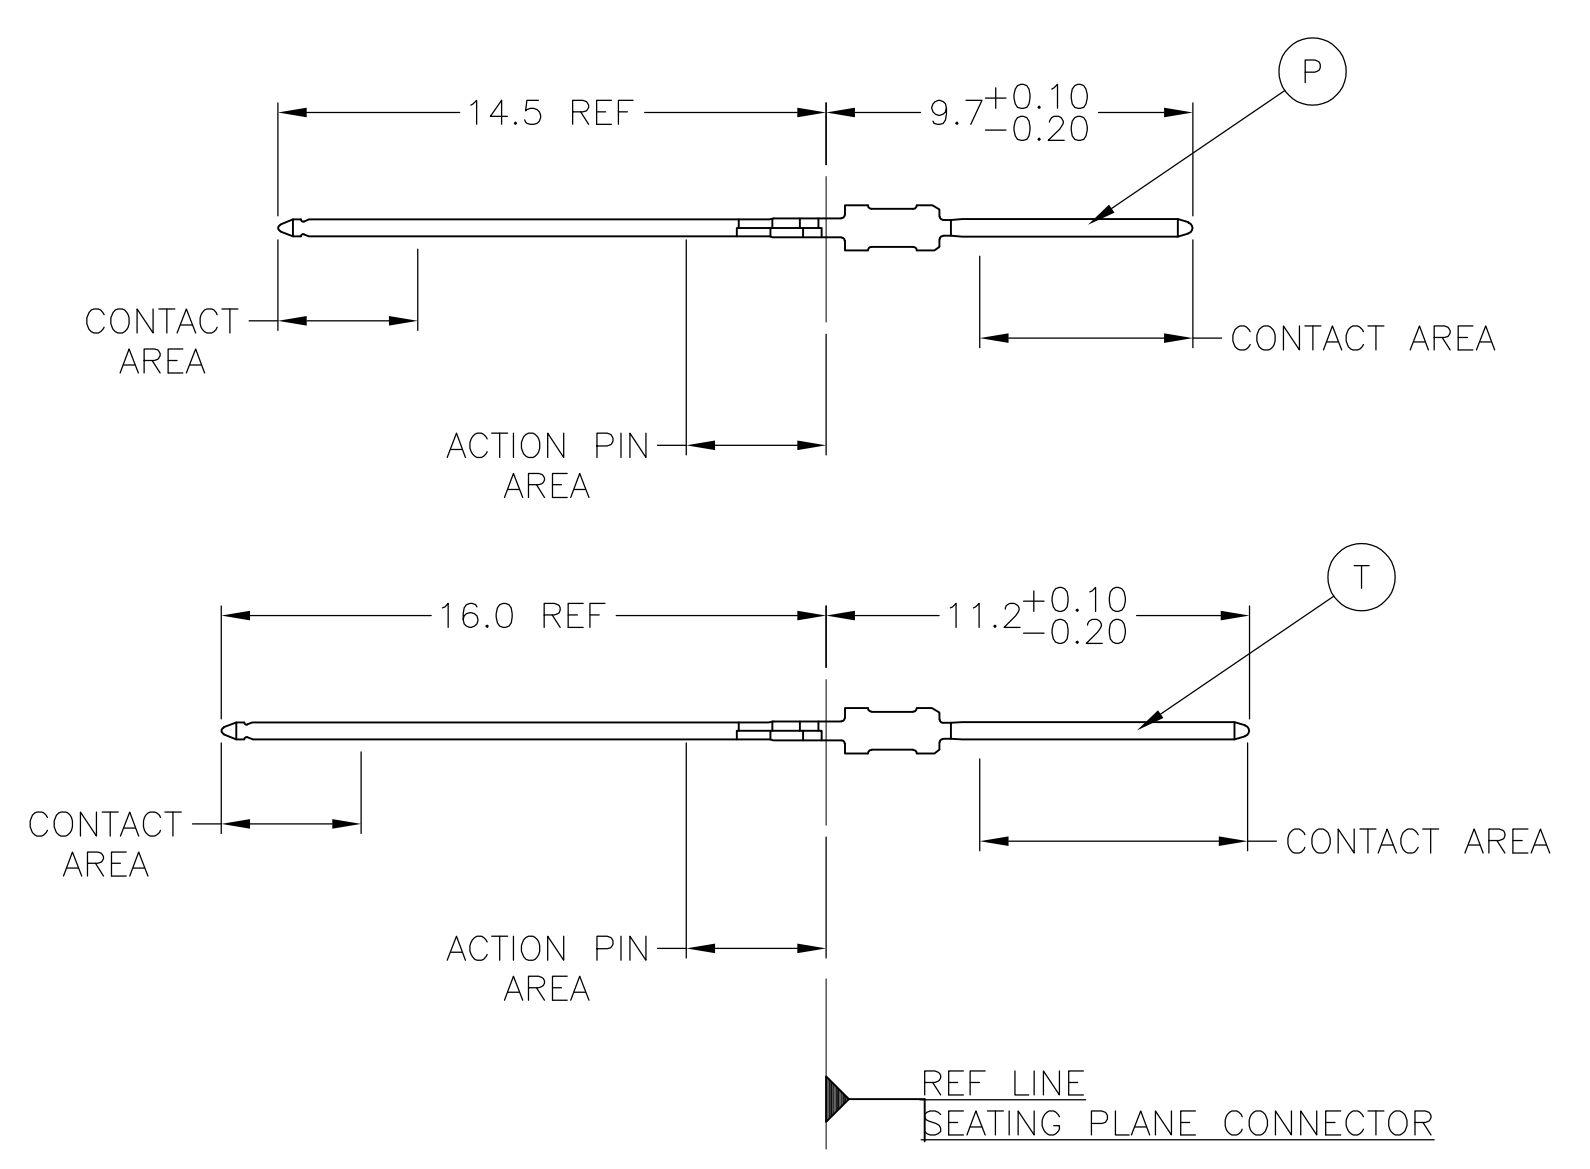 P
14.5 REF
9.7 +0.10
-0.20
CONTACT
AREA
CONTACT AREA
ACTION PIN
AREA
T
16.0 REF
11.2 +0.10
-0.20
CONTACT
AREA
CONTACT AREA
ACTION PIN
AREA
REF LINE
SEATING PLANE CONNECTOR